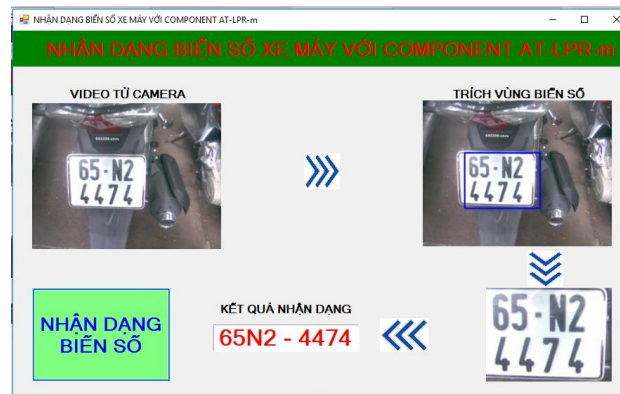 NHẬN DẠNG BIỂN SỐ XE MÁY VỚI COMPONENT AT-LPR-m
NHẬN DẠNG BIỂN SỐ XE MÁY VỚI COMPONENT AT-LPR-m
VIDEO TỪ CAMERA
TRÍCH VÙNG BIỂN SỐ
65-N2
4474
65-N2
4474
NHẬN DẠNG
BIỂN SỐ
KẾT QUẢ NHẬN DẠNG
65N2 - 4474
65-N2
4474